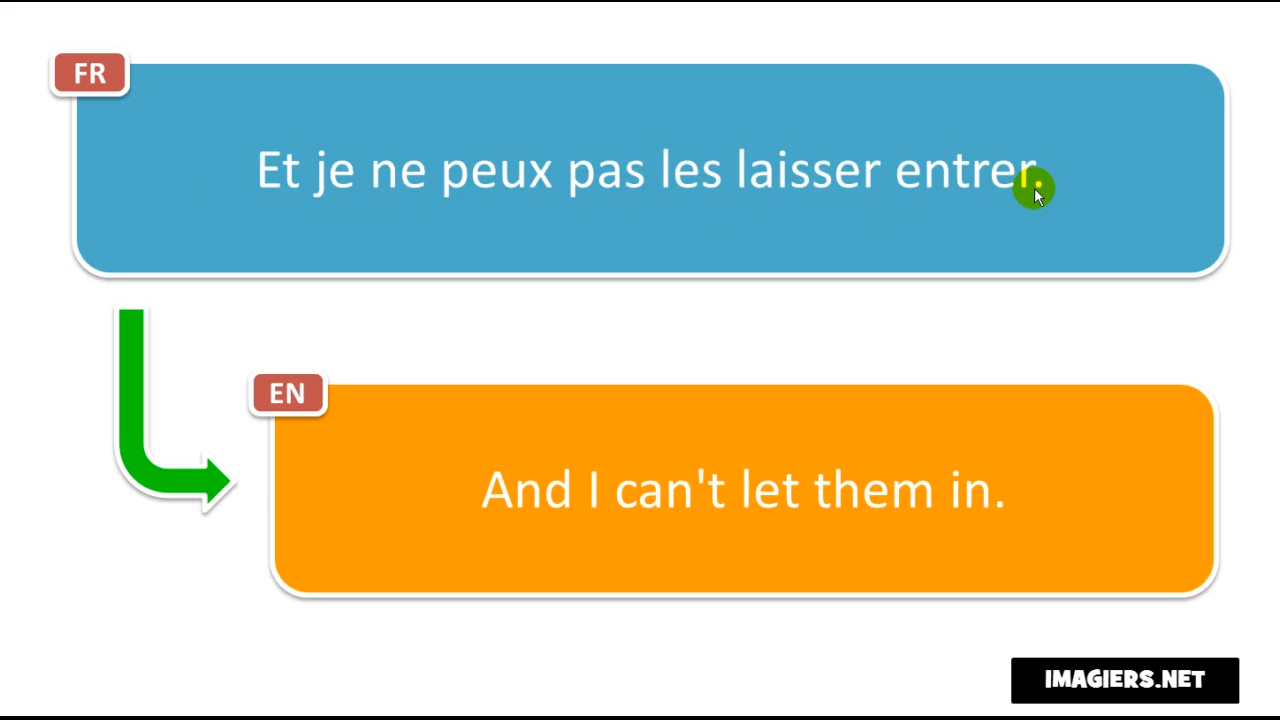 FR
Et je ne peux pas les laisser entrer.
EN
And I can't let them in.
IMAGIERS.NET